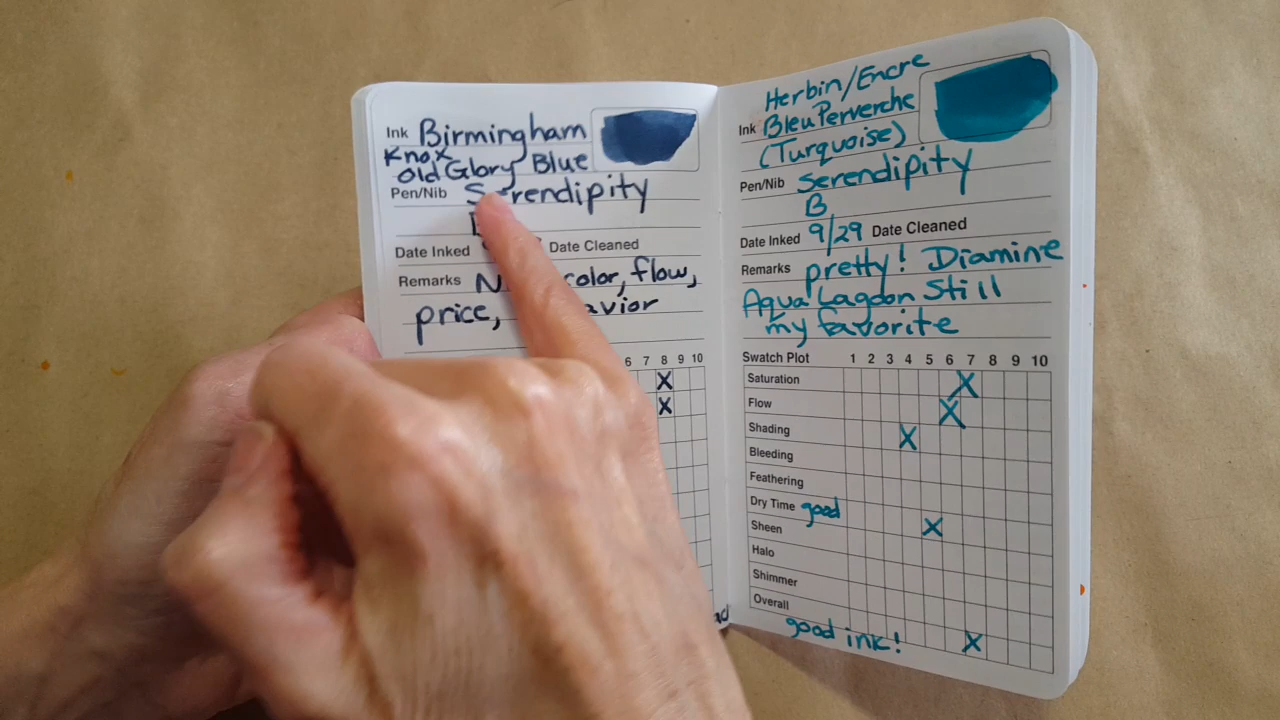 Ink Birmingham
Knox
Old Glory Blue
Pen/Nib Serendipity
Date Inked Date Cleaned
Remarks color, flow,
price,
6 7 8 9 10
X
X
Herbin/Encre
Ink Bleu Perverche
(Turquoise)
Pen/Nib Serendipity
B
Date Inked 9/29 Date Cleaned
Remarks pretty! Diamine
Aqua Lagoon Still
my favorite
Swatch Plot 1 2 3 4 5 6 7 8 9 10
Saturation X
Flow X
Shading X
Bleeding
Feathering
Dry Time good
Sheen X
Halo
Shimmer
Overall X
good ink!